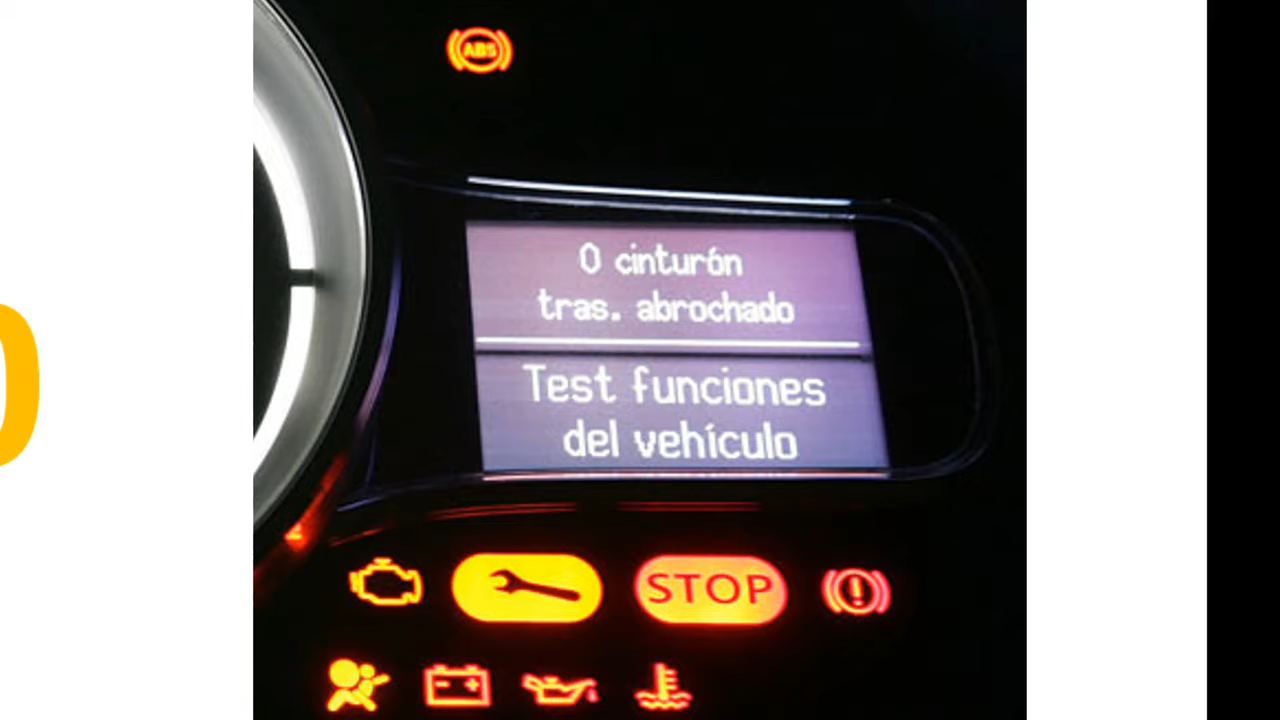 ABS
0 cinturón
tras. abrochado
Test funciones
del vehículo
STOP